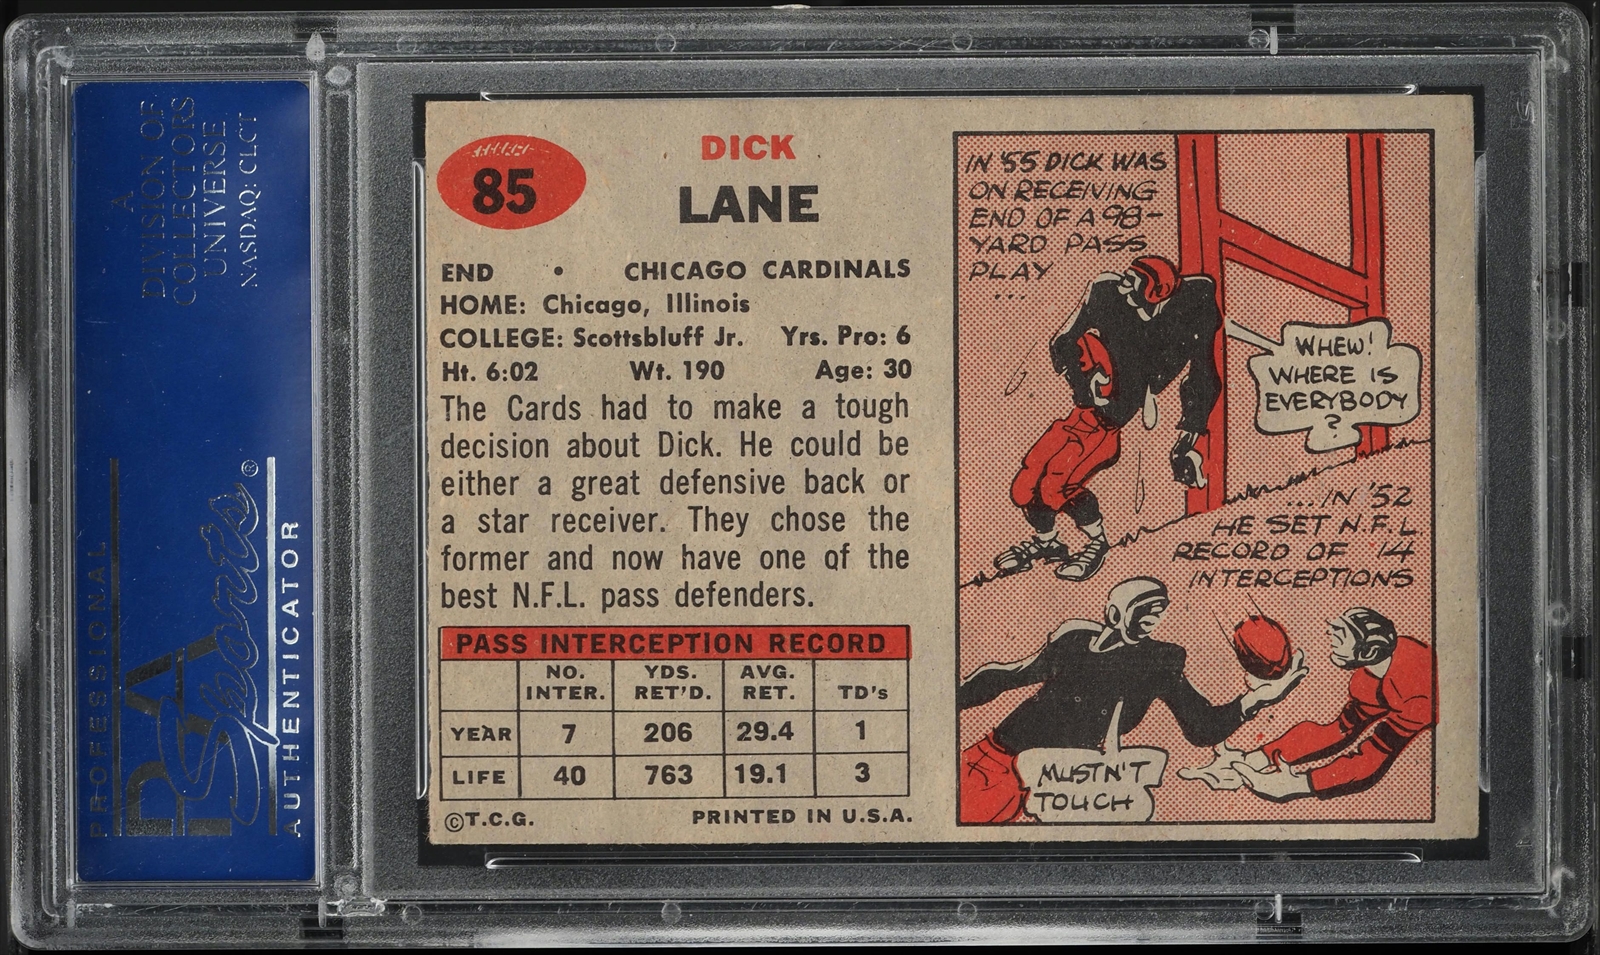 A
DIVISION OF
COLLECTORS
UNIVERSE
NASDAQ: CLCT
PROFESSIONAL
PSA
Sports®
AUTHENTICATOR
85
DICK
LANE
END • CHICAGO CARDINALS
HOME: Chicago, Illinois
COLLEGE: Scottsbluff Jr. Yrs. Pro: 6
Ht. 6:02 Wt. 190 Age: 30
The Cards had to make a tough
decision about Dick. He could be
either a great defensive back or
a star receiver. They chose the
former and now have one of the
best N.F.L. pass defenders.
PASS INTERCEPTION RECORD
NO. INTER. YDS. RET'D. AVG. RET. TD's
YEAR 7 206 29.4 1
LIFE 40 763 19.1 3
©T.C.G. PRINTED IN U.S.A.
IN '55 DICK WAS
ON RECEIVING
END OF A 98-
YARD PASS
PLAY
...
WHEW!
WHERE IS
EVERYBODY
?
...IN '52
HE SET N.F.L
RECORD OF 14
INTERCEPTIONS
MUSTN'T
TOUCH